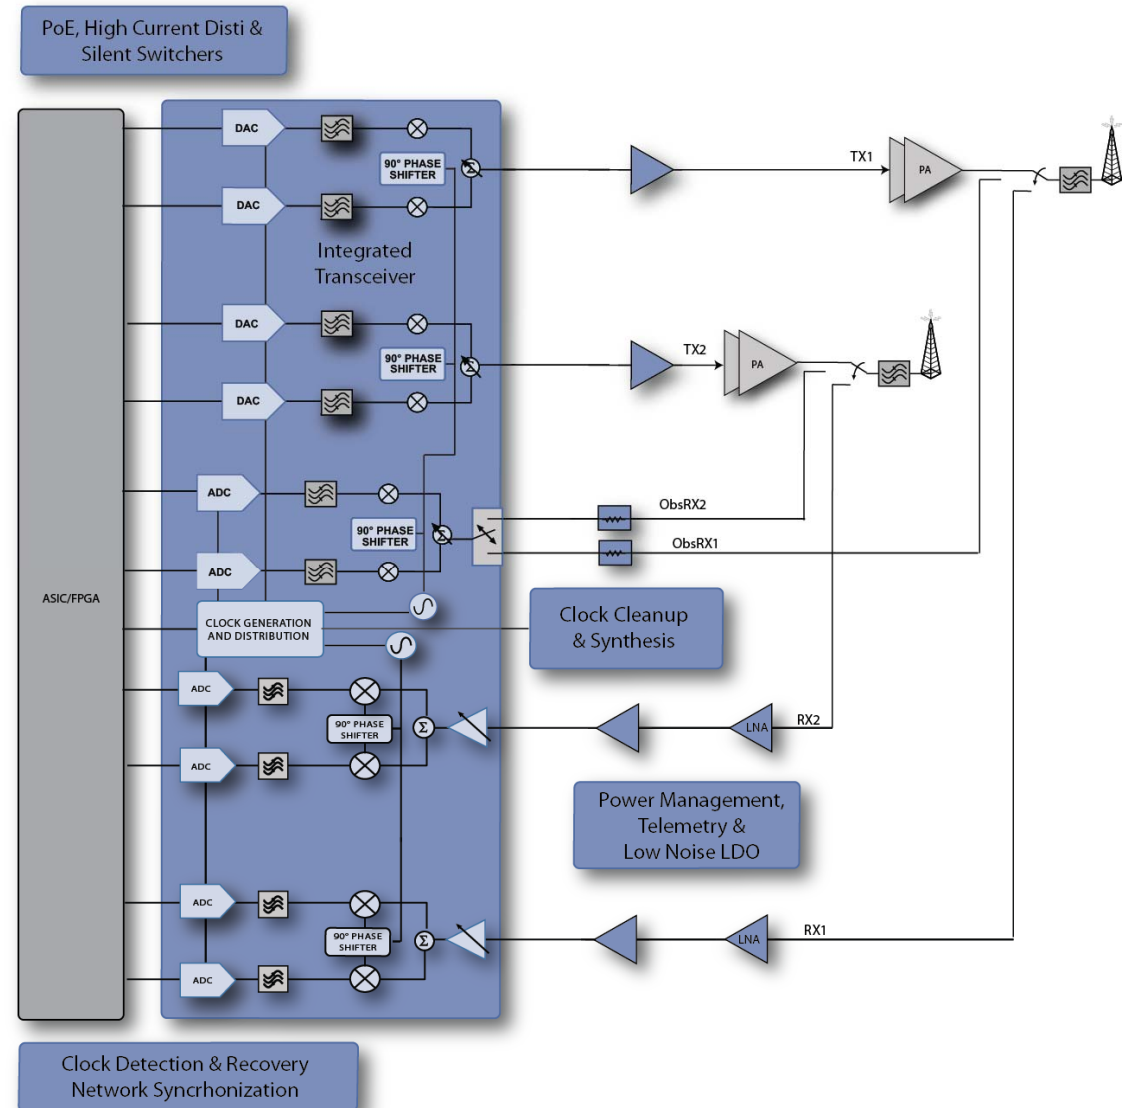 PoE, High Current Disti &
Silent Switchers
DAC
90° PHASE
SHIFTER
Σ
TX1
PA
DAC
Integrated
Transceiver
DAC
90° PHASE
SHIFTER
Σ
TX2
PA
DAC
ADC
90° PHASE
SHIFTER
Σ
ObsRX2
ObsRX1
ADC
ASIC/FPGA
CLOCK GENERATION
AND DISTRIBUTION
Clock Cleanup
& Synthesis
ADC
90° PHASE
SHIFTER
Σ
LNA
RX2
ADC
Power Management,
Telemetry &
Low Noise LDO
ADC
90° PHASE
SHIFTER
Σ
LNA
RX1
ADC
Clock Detection & Recovery
Network Syncrhonization